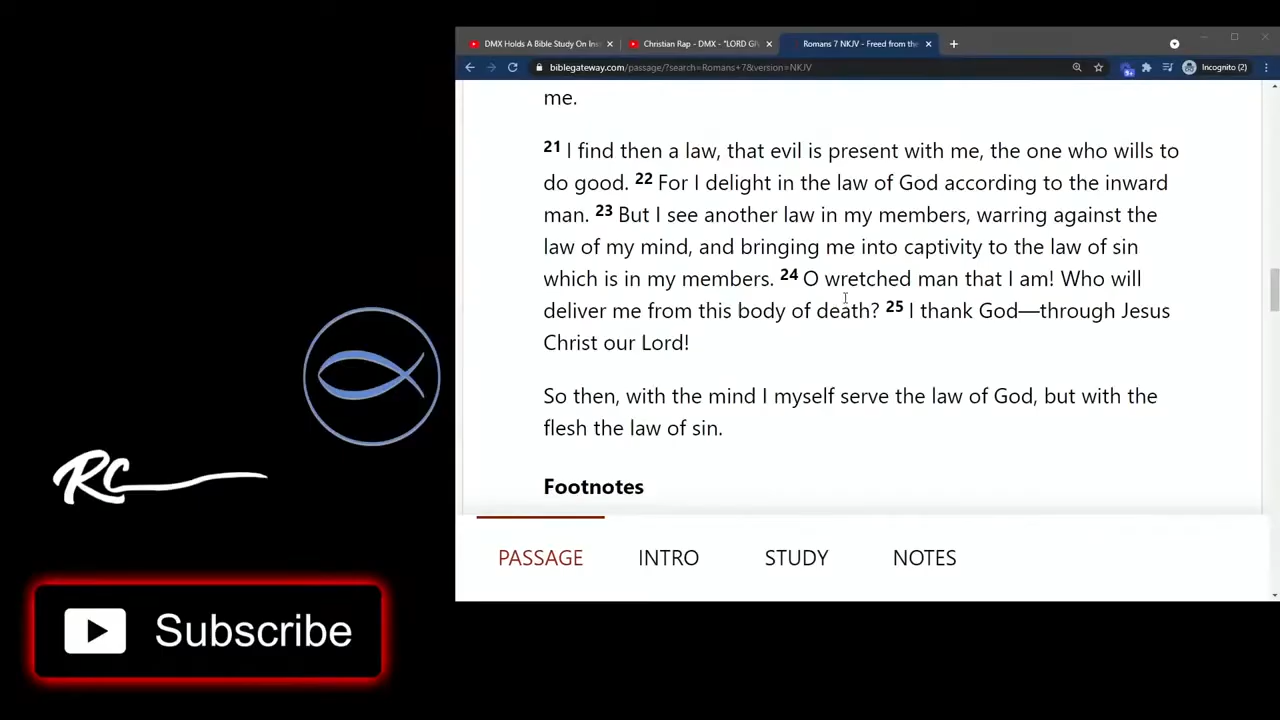 DMX Holds A Bible Study On Ins
Christian Rap - DMX - "LORD Gi
Romans 7 NKJV - Freed from the
biblegateway.com/passage/?search=Romans+7&version=NKJV
9+
Incognito (2)
me.
21 I find then a law, that evil is present with me, the one who wills to
do good. 22 For I delight in the law of God according to the inward
man. 23 But I see another law in my members, warring against the
law of my mind, and bringing me into captivity to the law of sin
which is in my members. 24 O wretched man that I am! Who will
deliver me from this body of death? 25 I thank God—through Jesus
Christ our Lord!
So then, with the mind I myself serve the law of God, but with the
flesh the law of sin.
Footnotes
PASSAGE INTRO STUDY NOTES
RC
Subscribe